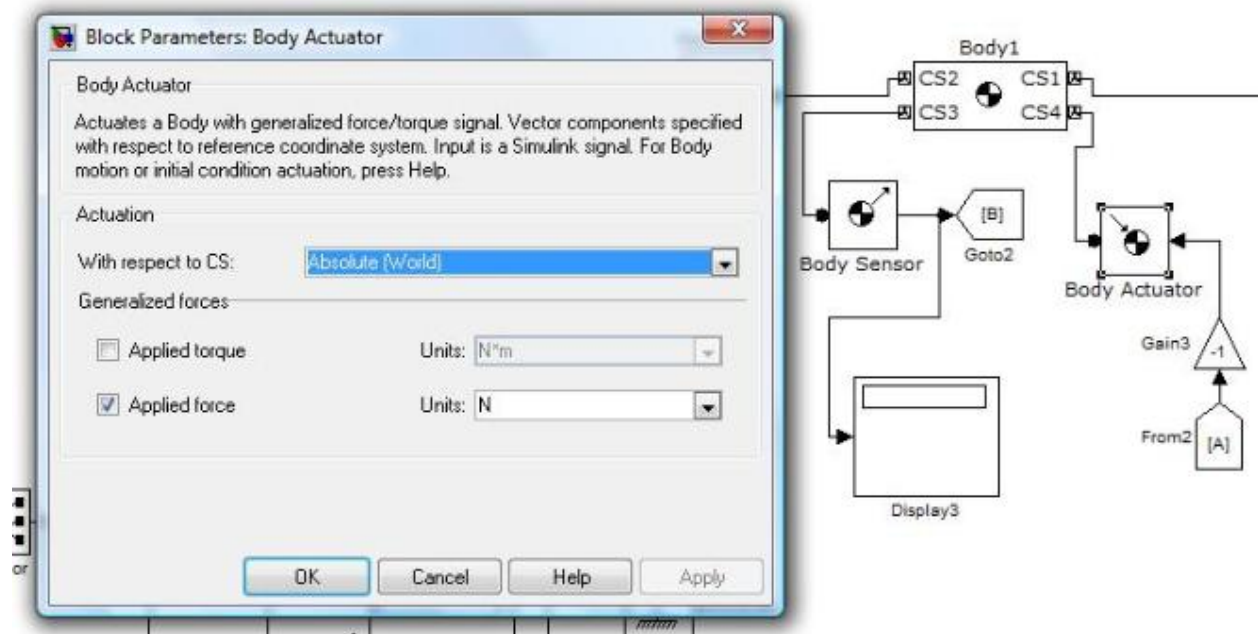 Block Parameters: Body Actuator
Body Actuator
Actuates a Body with generalized force/torque signal. Vector components specified
with respect to reference coordinate system. Input is a Simulink signal. For Body
motion or initial condition actuation, press Help.
Actuation
With respect to CS: Absolute (World)
Generalized forces
Applied torque Units: N*m
Applied force Units: N
OK Cancel Help Apply
or
Body1
CS2 CS1
CS3 CS4
[B]
Body Sensor Goto2
Body Actuator
Gain3 -1
From2 [A]
Display3